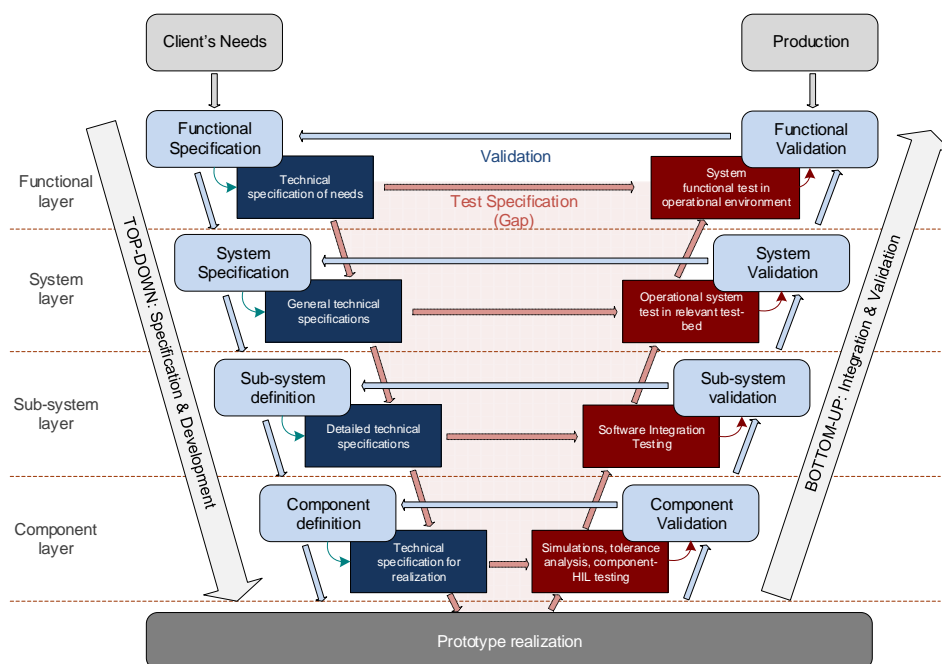 Client's Needs
Production
Functional
Specification
Functional
Validation
Validation
Functional
layer
Technical
specification of needs
Test Specification
(Gap)
System
functional test in
operational environment
TOP-DOWN: Specification & Development
BOTTOM-UP: Integration & Validation
System
Specification
System
Validation
System
layer
General technical
specifications
Operational system
test in relevant test-
bed
Sub-system
definition
Sub-system
validation
Sub-system
layer
Detailed technical
specifications
Software Integration
Testing
Component
definition
Component
Validation
Component
layer
Technical
specification for
realization
Simulations, tolerance
analysis, component-
HIL testing
Prototype realization